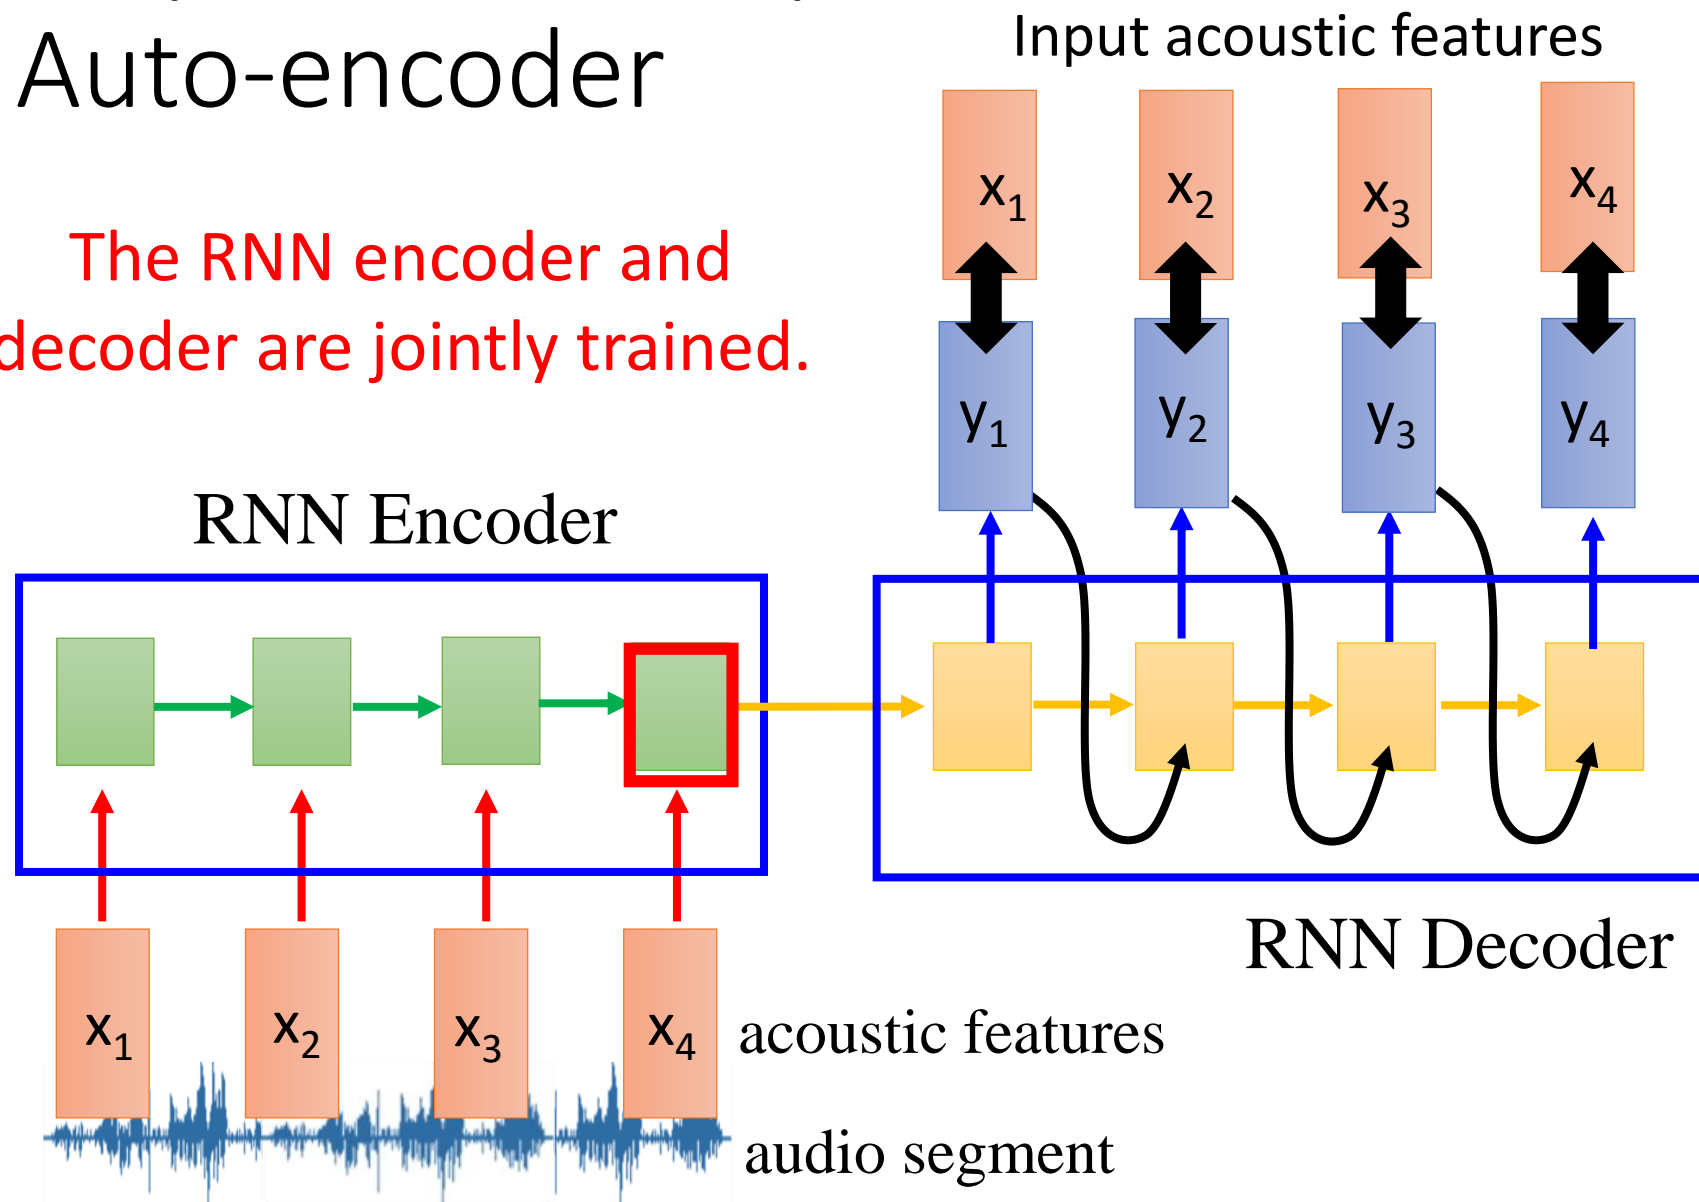 Auto-encoder
Input acoustic features
x1 x2 x3 x4
The RNN encoder and
decoder are jointly trained.
y1 y2 y3 y4
RNN Encoder
RNN Decoder
x1 x2 x3 x4
acoustic features
audio segment